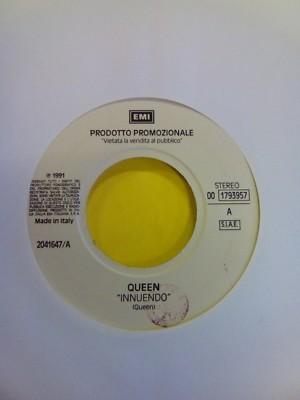 EMI
PRODOTTO PROMOZIONALE
"Vietata la vendita al pubblico"
℗ 1991
Made in Italy
2041647/A
STEREO
00 1793957
A
S.I.A.E.
QUEEN
"INNUENDO"
(Queen)